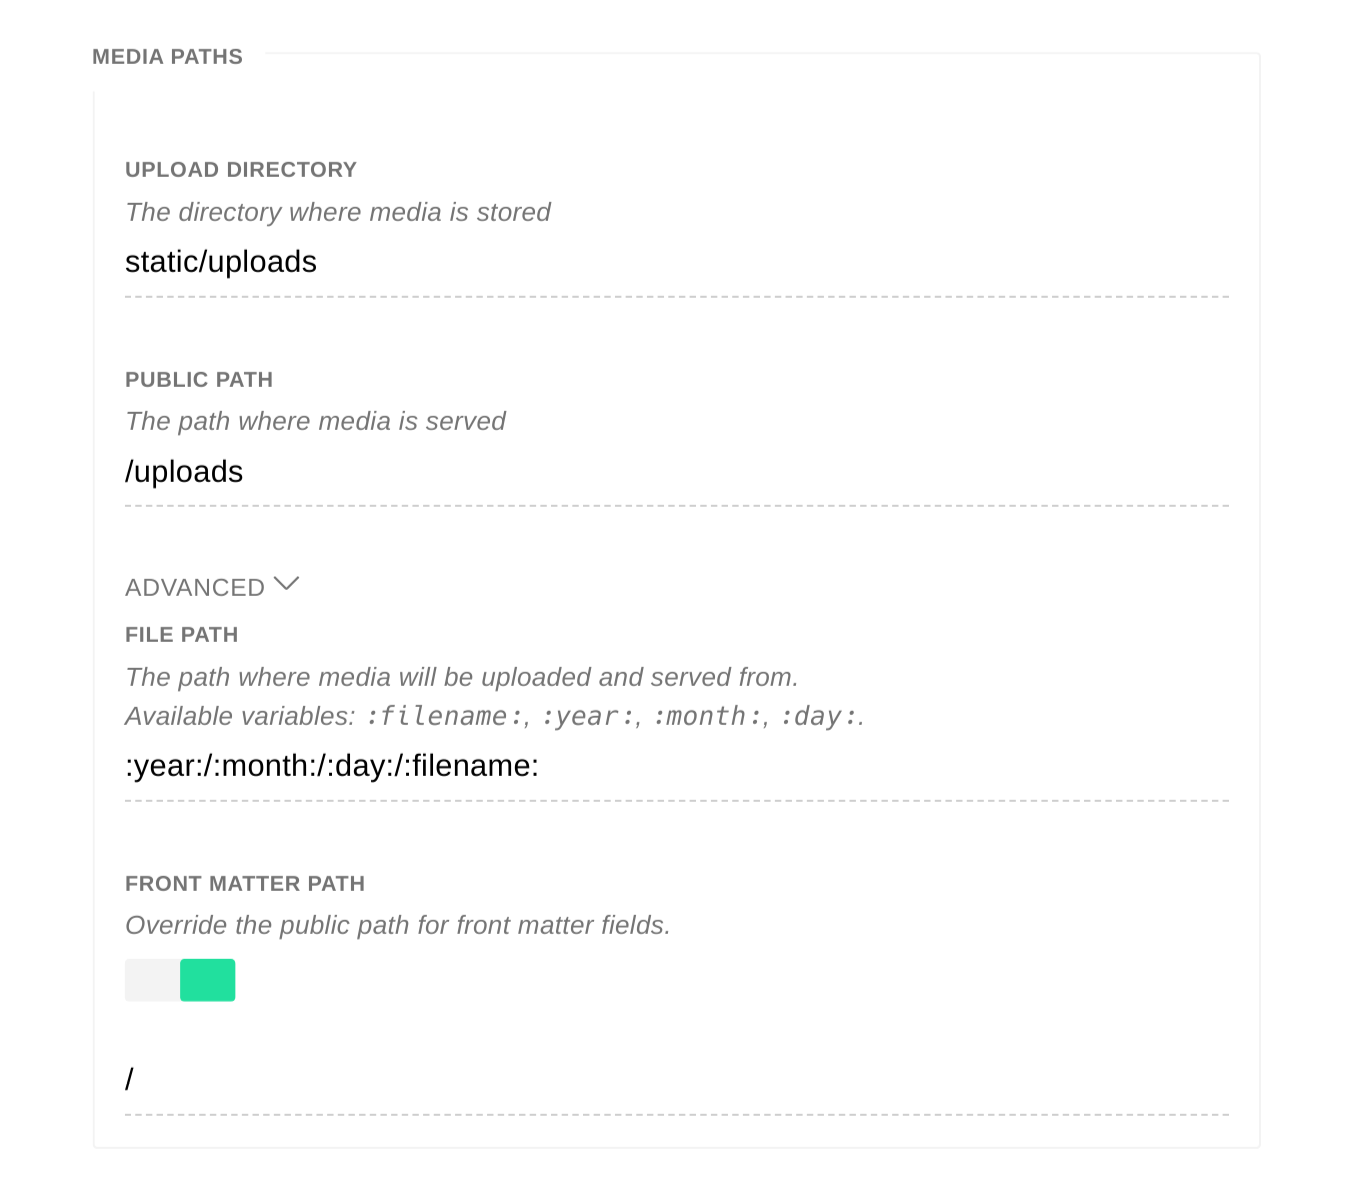 MEDIA PATHS
UPLOAD DIRECTORY
The directory where media is stored
static/uploads
PUBLIC PATH
The path where media is served
/uploads
ADVANCED
FILE PATH
The path where media will be uploaded and served from.
Available variables: :filename:, :year:, :month:, :day:.
:year:/:month:/:day:/:filename:
FRONT MATTER PATH
Override the public path for front matter fields.
/